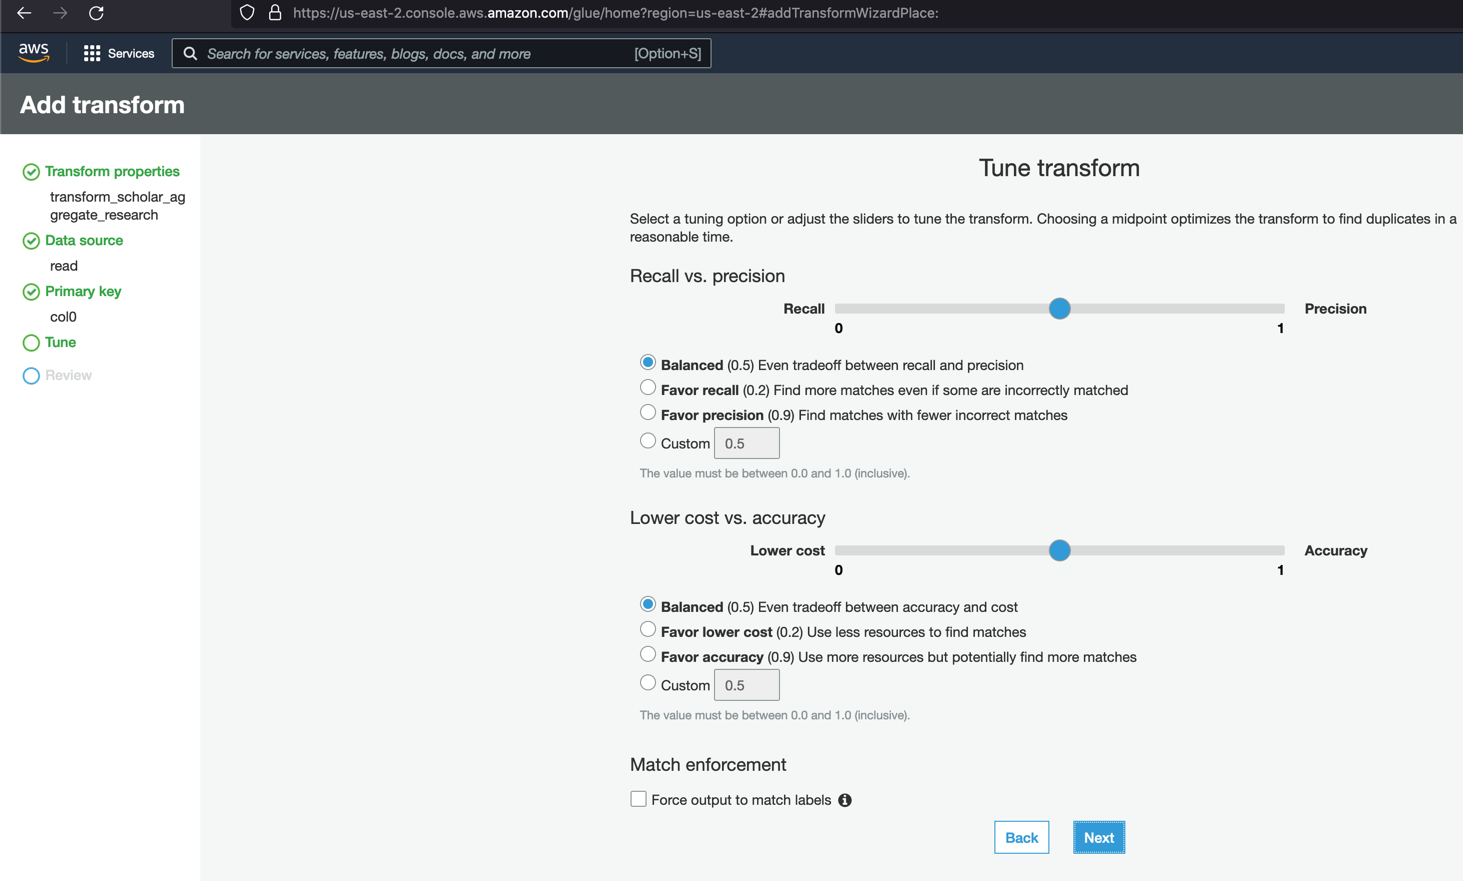 https://us-east-2.console.aws.amazon.com/glue/home?region=us-east-2#addTransformWizardPlace:
aws
Services
Search for services, features, blogs, docs, and more
[Option+S]
Add transform
Transform properties
transform_scholar_ag
gregate_research
Data source
read
Primary key
col0
Tune
Review
Tune transform
Select a tuning option or adjust the sliders to tune the transform. Choosing a midpoint optimizes the transform to find duplicates in a
reasonable time.
Recall vs. precision
Recall
Precision
0
1
Balanced (0.5) Even tradeoff between recall and precision
Favor recall (0.2) Find more matches even if some are incorrectly matched
Favor precision (0.9) Find matches with fewer incorrect matches
Custom 0.5
The value must be between 0.0 and 1.0 (inclusive).
Lower cost vs. accuracy
Lower cost
Accuracy
0
1
Balanced (0.5) Even tradeoff between accuracy and cost
Favor lower cost (0.2) Use less resources to find matches
Favor accuracy (0.9) Use more resources but potentially find more matches
Custom 0.5
The value must be between 0.0 and 1.0 (inclusive).
Match enforcement
Force output to match labels
Back
Next